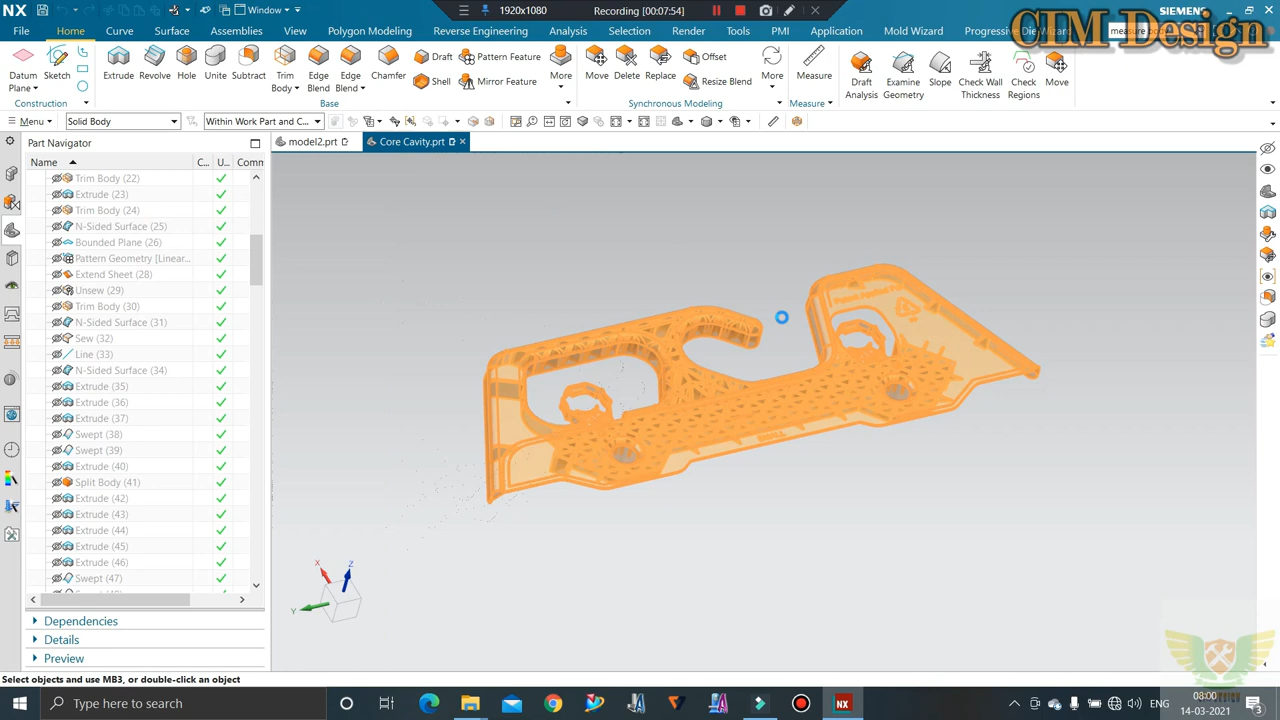 NX Window 1920x1080 Recording [00:07:54] SIEMENS
CIM Design
File Home Curve Surface Assemblies View Polygon Modeling Reverse Engineering Analysis Selection Render Tools PMI Application Mold Wizard Progressive Die Wizard
Datum Plane Sketch Extrude Revolve Hole Unite Subtract Trim Body Edge Blend Edge Blend Chamfer Draft Shell Pattern Feature Mirror Feature More Move Delete Replace Offset Resize Blend More Measure Draft Analysis Examine Geometry Slope Check Wall Thickness Check Regions Move
Construction Base Synchronous Modeling Measure
Menu Solid Body Within Work Part and C...
Part Navigator model2.prt Core Cavity.prt
Name C... U... Comm
Trim Body (22)
Extrude (23)
Trim Body (24)
N-Sided Surface (25)
Bounded Plane (26)
Pattern Geometry [Linear...
Extend Sheet (28)
Unsew (29)
Trim Body (30)
N-Sided Surface (31)
Sew (32)
Line (33)
N-Sided Surface (34)
Extrude (35)
Extrude (36)
Extrude (37)
Swept (38)
Swept (39)
Extrude (40)
Split Body (41)
Extrude (42)
Extrude (43)
Extrude (44)
Extrude (45)
Extrude (46)
Swept (47)
X Z
Y
Dependencies
Details
Preview
Select objects and use MB3, or double-click an object
Type here to search NX ENG 08:00
14-03-2021 3